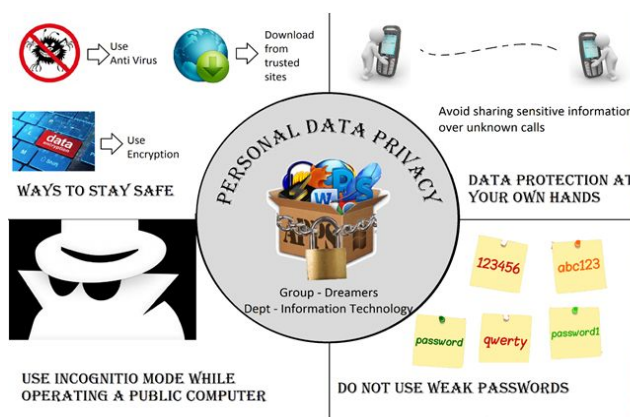 Use
Anti Virus
Download
from
trusted
sites
data
encryption
Use
Encryption
WAYS TO STAY SAFE
Avoid sharing sensitive information
over unknown calls
DATA PROTECTION AT
YOUR OWN HANDS
PERSONAL DATA PRIVACY
W
APPS
Group - Dreamers
Dept - Information Technology
USE INCOGNITIO MODE WHILE
OPERATING A PUBLIC COMPUTER
123456
abc123
password
qwerty
password1
DO NOT USE WEAK PASSWORDS